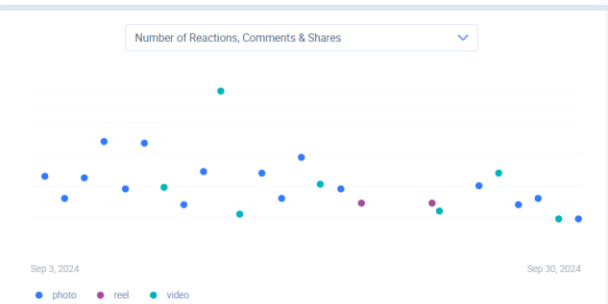 Number of Reactions, Comments & Shares
Sep 3, 2024
Sep 30, 2024
photo
reel
video